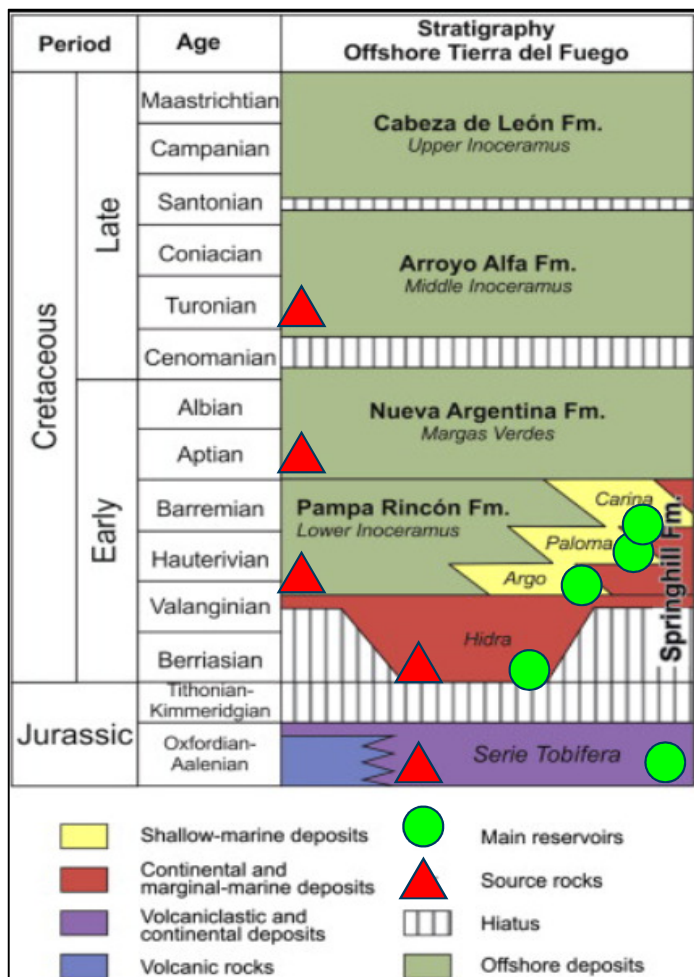 Period
Age
Stratigraphy
Offshore Tierra del Fuego
Cretaceous
Late
Maastrichtian
Cabeza de León Fm.
Upper Inoceramus
Campanian
Santonian
Coniacian
Arroyo Alfa Fm.
Middle Inoceramus
Turonian
Cenomanian
Early
Albian
Nueva Argentina Fm.
Margas Verdes
Aptian
Barremian
Pampa Rincón Fm.
Lower Inoceramus
Carina
Paloma
Hauterivian
Argo
Springhill Fm.
Valanginian
Hidra
Berriasian
Jurassic
Tithonian-
Kimmeridgian
Oxfordian-
Aalenian
Serie Tobífera
Shallow-marine deposits
Main reservoirs
Continental and
marginal-marine deposits
Source rocks
Volcaniclastic and
continental deposits
Hiatus
Volcanic rocks
Offshore deposits